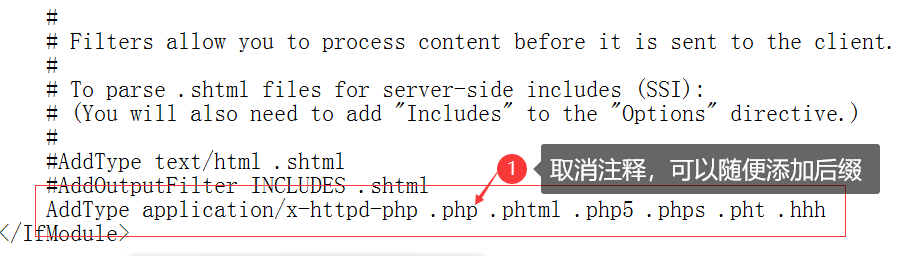 #
# Filters allow you to process content before it is sent to the client.
#
# To parse .shtml files for server-side includes (SSI):
# (You will also need to add "Includes" to the "Options" directive.)
#
#AddType text/html .shtml
1 取消注释，可以随便添加后缀
#AddOutputFilter INCLUDES .shtml
AddType application/x-httpd-php .php .phtml .php5 .phps .pht .hhh
</IfModule>